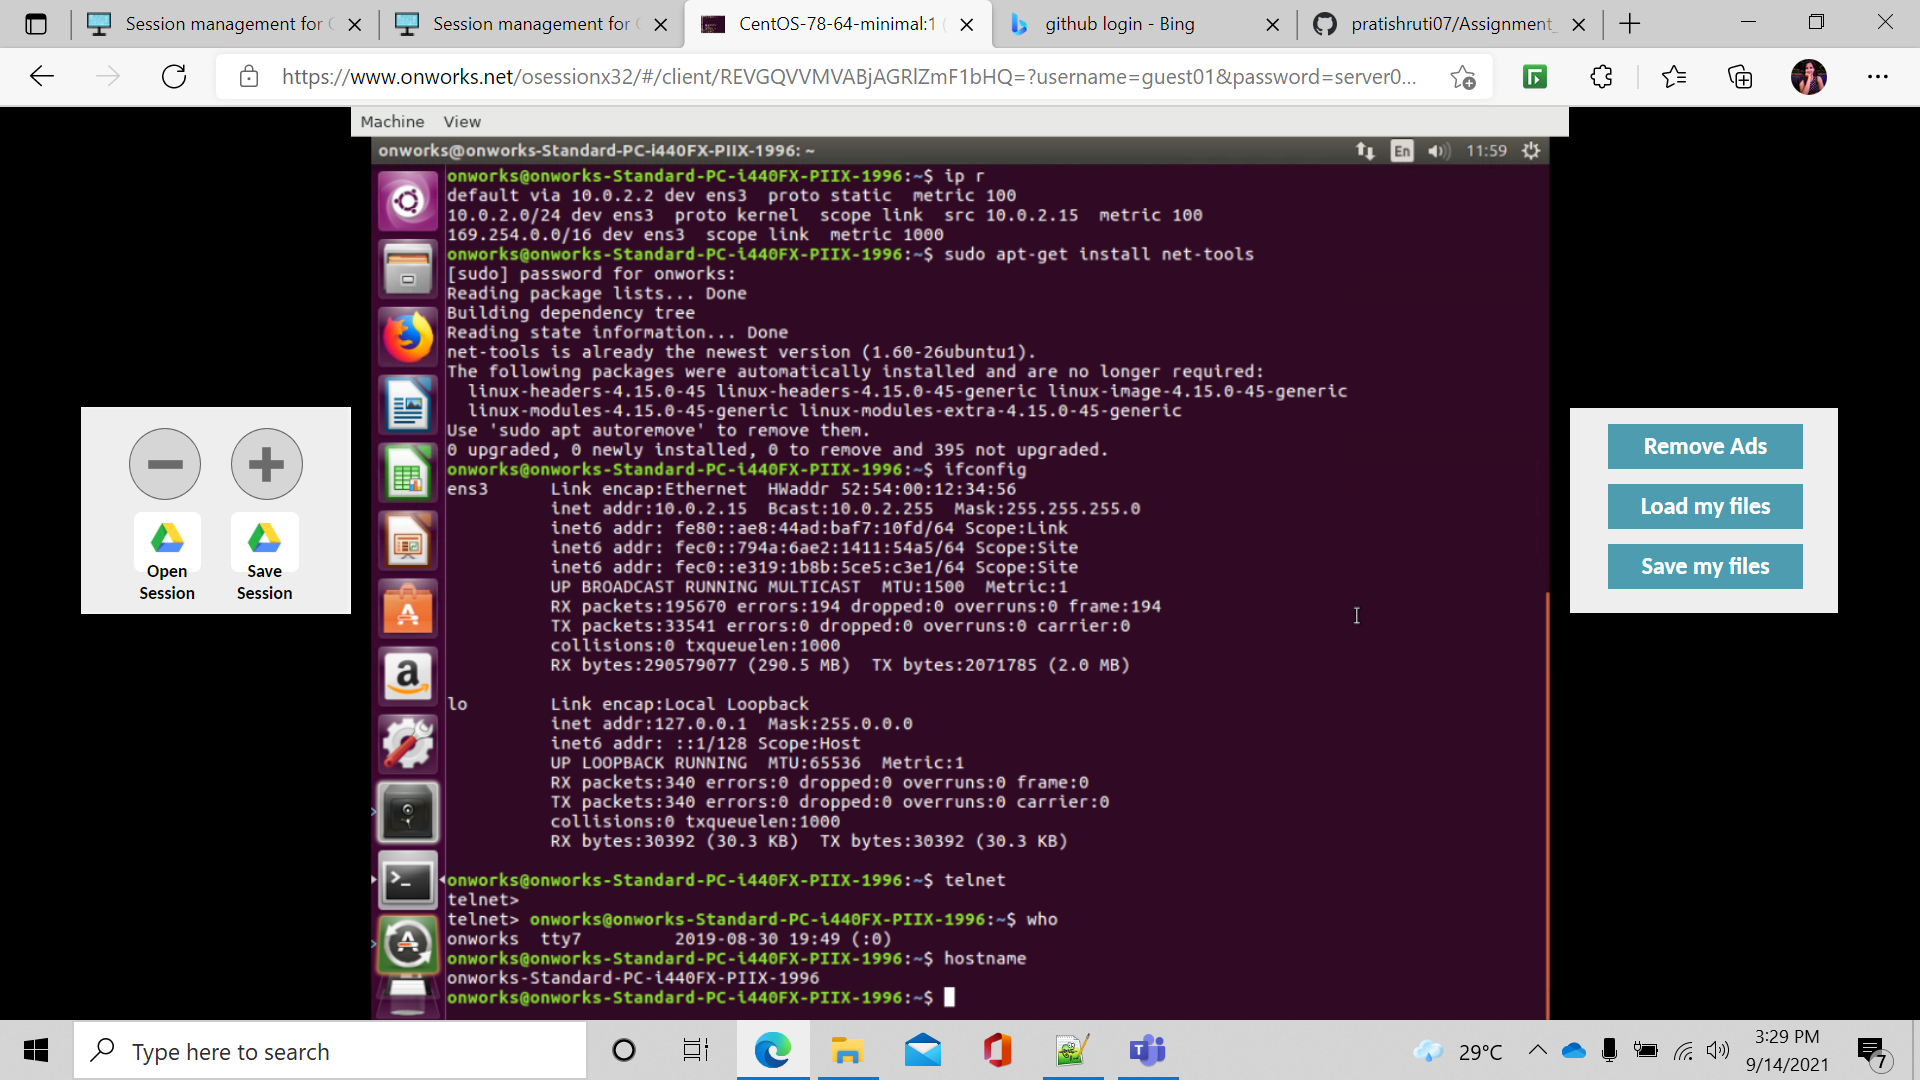 Session management for
Session management for
CentOS-78-64-minimal:1
github login - Bing
pratishruti07/Assignment_
https://www.onworks.net/osessionx32/#/client/REVGQVVMVABjAGRlZmF1bHQ=?username=guest01&password=server0...
Machine View
onworks@onworks-Standard-PC-i440FX-PIIX-1996: ~
En
11:59
onworks@onworks-Standard-PC-i440FX-PIIX-1996:~$ ip r
default via 10.0.2.2 dev ens3  proto static  metric 100
10.0.2.0/24 dev ens3  proto kernel  scope link  src 10.0.2.15  metric 100
169.254.0.0/16 dev ens3  scope link  metric 1000
onworks@onworks-Standard-PC-i440FX-PIIX-1996:~$ sudo apt-get install net-tools
[sudo] password for onworks:
Reading package lists... Done
Building dependency tree
Reading state information... Done
net-tools is already the newest version (1.60-26ubuntu1).
The following packages were automatically installed and are no longer required:
  linux-headers-4.15.0-45 linux-headers-4.15.0-45-generic linux-image-4.15.0-45-generic
  linux-modules-4.15.0-45-generic linux-modules-extra-4.15.0-45-generic
Use 'sudo apt autoremove' to remove them.
0 upgraded, 0 newly installed, 0 to remove and 395 not upgraded.
onworks@onworks-Standard-PC-i440FX-PIIX-1996:~$ ifconfig
ens3      Link encap:Ethernet  HWaddr 52:54:00:12:34:56
          inet addr:10.0.2.15  Bcast:10.0.2.255  Mask:255.255.255.0
          inet6 addr: fe80::ae8:44ad:baf7:10fd/64 Scope:Link
          inet6 addr: fec0::794a:6ae2:1411:54a5/64 Scope:Site
          inet6 addr: fec0::e319:1b8b:5ce5:c3e1/64 Scope:Site
          UP BROADCAST RUNNING MULTICAST  MTU:1500  Metric:1
          RX packets:195670 errors:194 dropped:0 overruns:0 frame:194
          TX packets:33541 errors:0 dropped:0 overruns:0 carrier:0
          collisions:0 txqueuelen:1000
          RX bytes:290579077 (290.5 MB)  TX bytes:2071785 (2.0 MB)
lo        Link encap:Local Loopback
          inet addr:127.0.0.1  Mask:255.0.0.0
          inet6 addr: ::1/128 Scope:Host
          UP LOOPBACK RUNNING  MTU:65536  Metric:1
          RX packets:340 errors:0 dropped:0 overruns:0 frame:0
          TX packets:340 errors:0 dropped:0 overruns:0 carrier:0
          collisions:0 txqueuelen:1000
          RX bytes:30392 (30.3 KB)  TX bytes:30392 (30.3 KB)
onworks@onworks-Standard-PC-i440FX-PIIX-1996:~$ telnet
telnet>
telnet> onworks@onworks-Standard-PC-i440FX-PIIX-1996:~$ who
onworks  tty7         2019-08-30 19:49 (:0)
onworks@onworks-Standard-PC-i440FX-PIIX-1996:~$ hostname
onworks-Standard-PC-i440FX-PIIX-1996
onworks@onworks-Standard-PC-i440FX-PIIX-1996:~$
Open Session
Save Session
Remove Ads
Load my files
Save my files
Type here to search
29°C
3:29 PM
9/14/2021
7